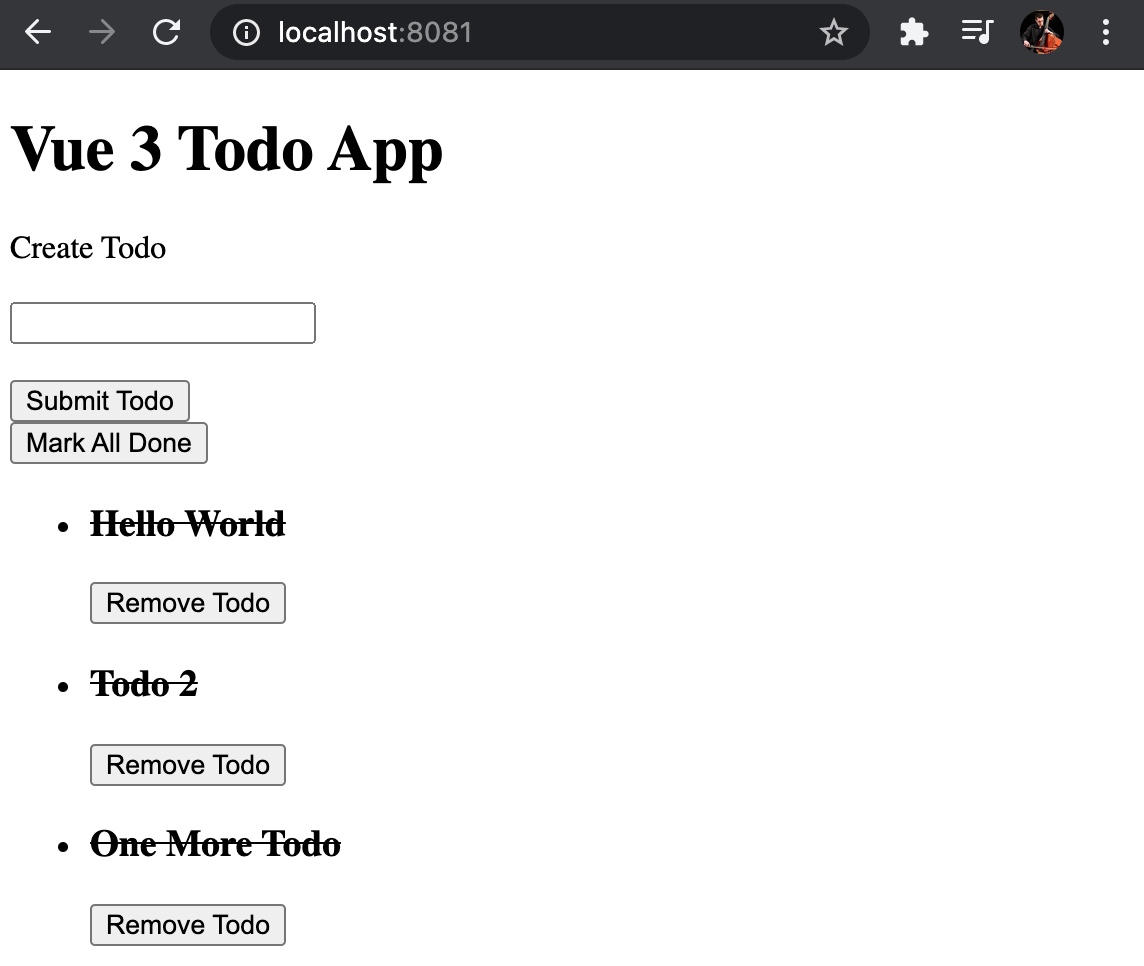 localhost:8081
Vue 3 Todo App
Create Todo
Submit Todo
Mark All Done
Hello World
Remove Todo
Todo 2
Remove Todo
One More Todo
Remove Todo